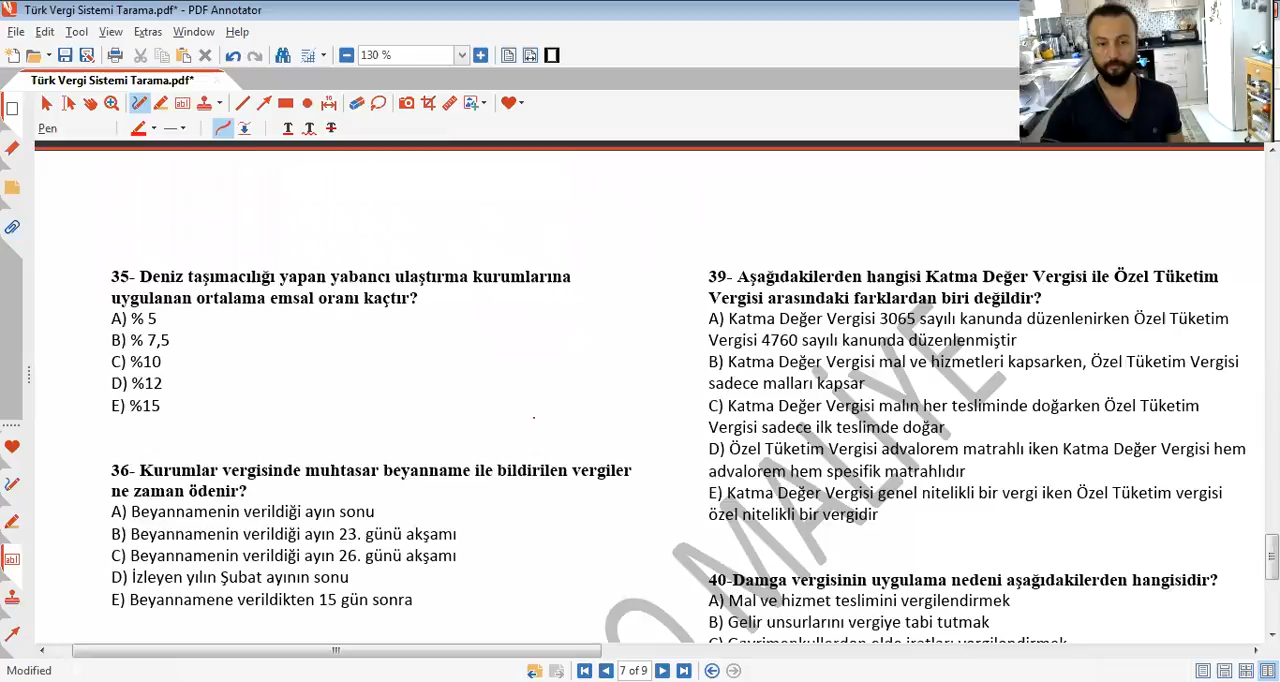 Türk Vergi Sistemi Tarama.pdf* - PDF Annotator
File Edit Tool View Extras Window Help
130 %
Türk Vergi Sistemi Tarama.pdf*
Pen
35- Deniz taşımacılığı yapan yabancı ulaştırma kurumlarına
uygulanan ortalama emsal oranı kaçtır?
A) % 5
B) % 7,5
C) %10
D) %12
E) %15
36- Kurumlar vergisinde muhtasar beyanname ile bildirilen vergiler
ne zaman ödenir?
A) Beyannamenin verildiği ayın sonu
B) Beyannamenin verildiği ayın 23. günü akşamı
C) Beyannamenin verildiği ayın 26. günü akşamı
D) İzleyen yılın Şubat ayının sonu
E) Beyannamene verildikten 15 gün sonra
39- Aşağıdakilerden hangisi Katma Değer Vergisi ile Özel Tüketim
Vergisi arasındaki farklardan biri değildir?
A) Katma Değer Vergisi 3065 sayılı kanunda düzenlenirken Özel Tüketim
Vergisi 4760 sayılı kanunda düzenlenmiştir
B) Katma Değer Vergisi mal ve hizmetleri kapsarken, Özel Tüketim Vergisi
sadece malları kapsar
C) Katma Değer Vergisi malın her tesliminde doğarken Özel Tüketim
Vergisi sadece ilk teslimde doğar
D) Özel Tüketim Vergisi advalorem matrahlı iken Katma Değer Vergisi hem
advalorem hem spesifik matrahlıdır
E) Katma Değer Vergisi genel nitelikli bir vergi iken Özel Tüketim vergisi
özel nitelikli bir vergidir
40-Damga vergisinin uygulama nedeni aşağıdakilerden hangisidir?
A) Mal ve hizmet teslimini vergilendirmek
B) Gelir unsurlarını vergiye tabi tutmak
C) Gayrimenkullerden elde iratları vergilendirmek
MALİYE
Modified
7 of 9